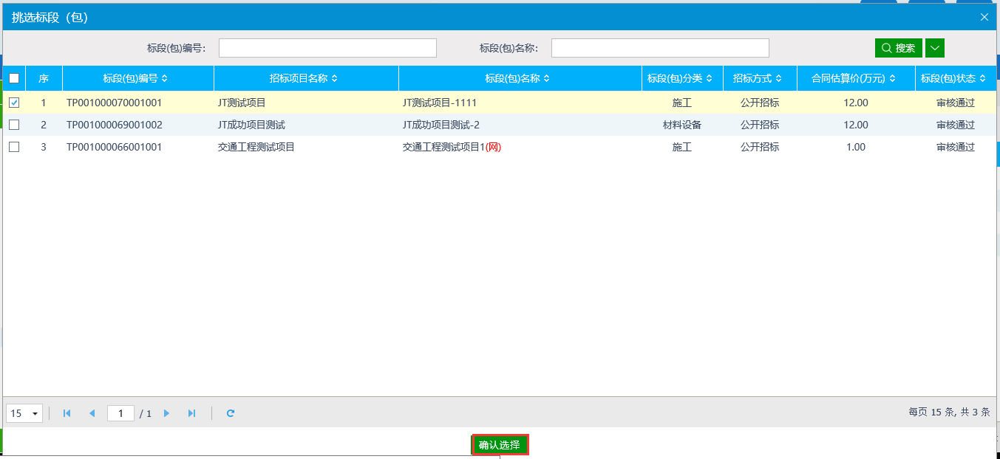 挑选标段（包）
标段(包)编号： 标段(包)名称： 搜索
序 标段(包)编号 招标项目名称 标段(包)名称 标段(包)分类 招标方式 合同估算价(万元) 标段(包)状态
1 TP001000070001001 JT测试项目 JT测试项目-1111 施工 公开招标 12.00 审核通过
2 TP001000069001002 JT成功项目测试 JT成功项目测试-2 材料设备 公开招标 12.00 审核通过
3 TP001000066001001 交通工程测试项目 交通工程测试项目1(网) 施工 公开招标 1.00 审核通过
15 1 / 1 每页 15 条, 共 3 条
确认选择